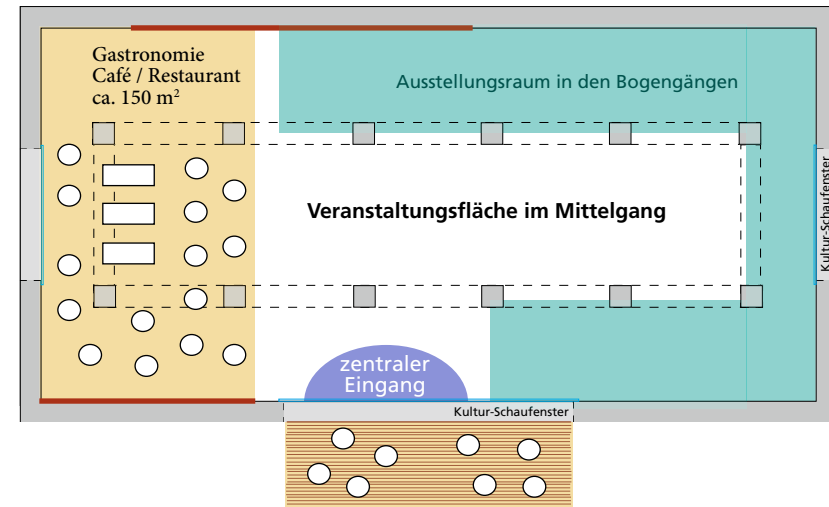 Gastronomie
Café / Restaurant
ca. 150 m²
Ausstellungsraum in den Bogengängen
Veranstaltungsfläche im Mittelgang
Kultur-Schaufenster
zentraler
Eingang
Kultur-Schaufenster